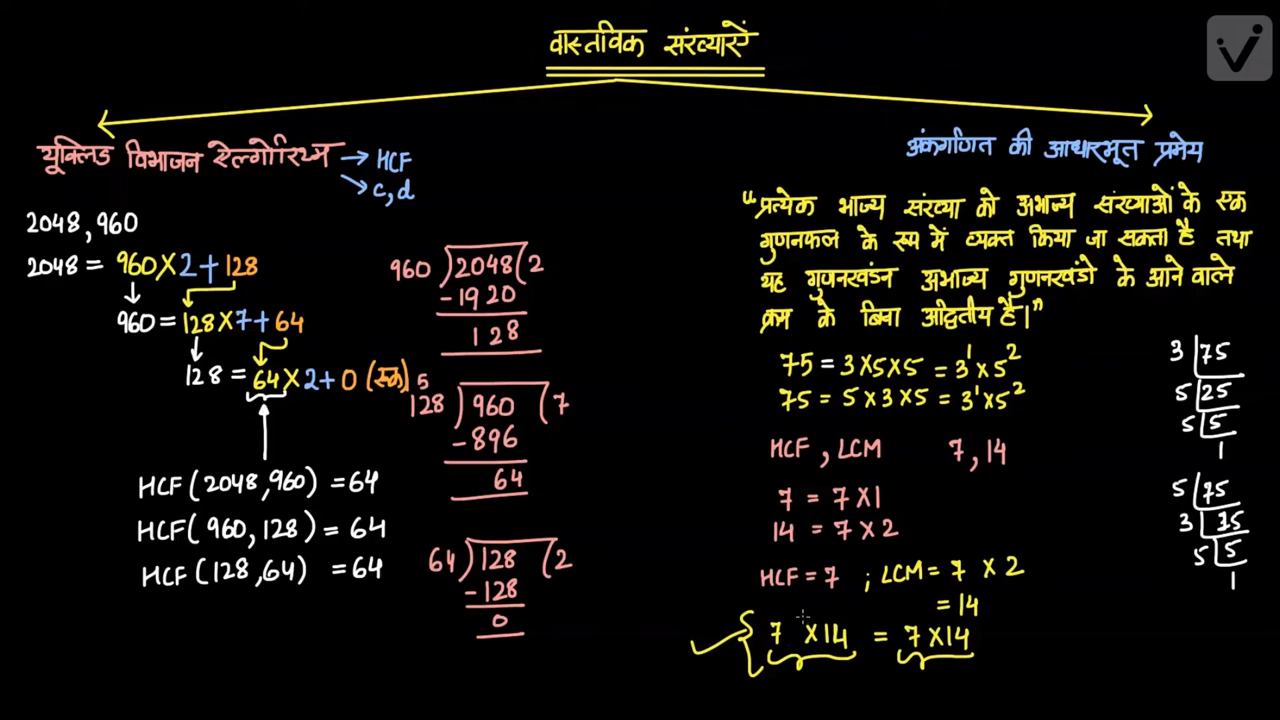 वास्तविक संख्याऐं
यूक्लिड विभाजन ऐल्गोरिथ्म → HCF
→ c, d
2048, 960
2048 = 960 × 2 + 128
960 = 128 × 7 + 64
128 = 64 × 2 + 0 (रुक)
HCF (2048, 960) = 64
HCF (960, 128) = 64
HCF (128, 64) = 64
960 ) 2048 ( 2
- 1920
128
5
128 ) 960 ( 7
- 896
64
64 ) 128 ( 2
- 128
0
अंकगणित की आधारभूत प्रमेय
“प्रत्येक भाज्य संख्या को अभाज्य संख्याओं के एक
गुणनफल के रूप में व्यक्त किया जा सकता है तथा
यह गुणनखंडन अभाज्य गुणनखंडो के आने वाले
क्रम के बिना अद्वितीय है।”
75 = 3 × 5 × 5 = 3¹ × 5²
75 = 5 × 3 × 5 = 3¹ × 5²
HCF, LCM 7, 14
7 = 7 × 1
14 = 7 × 2
HCF = 7 ; LCM = 7 × 2
= 14
7 × 14 = 7 × 14
3 | 75
5 | 25
5 | 5
1
5 | 75
3 | 15
5 | 5
1